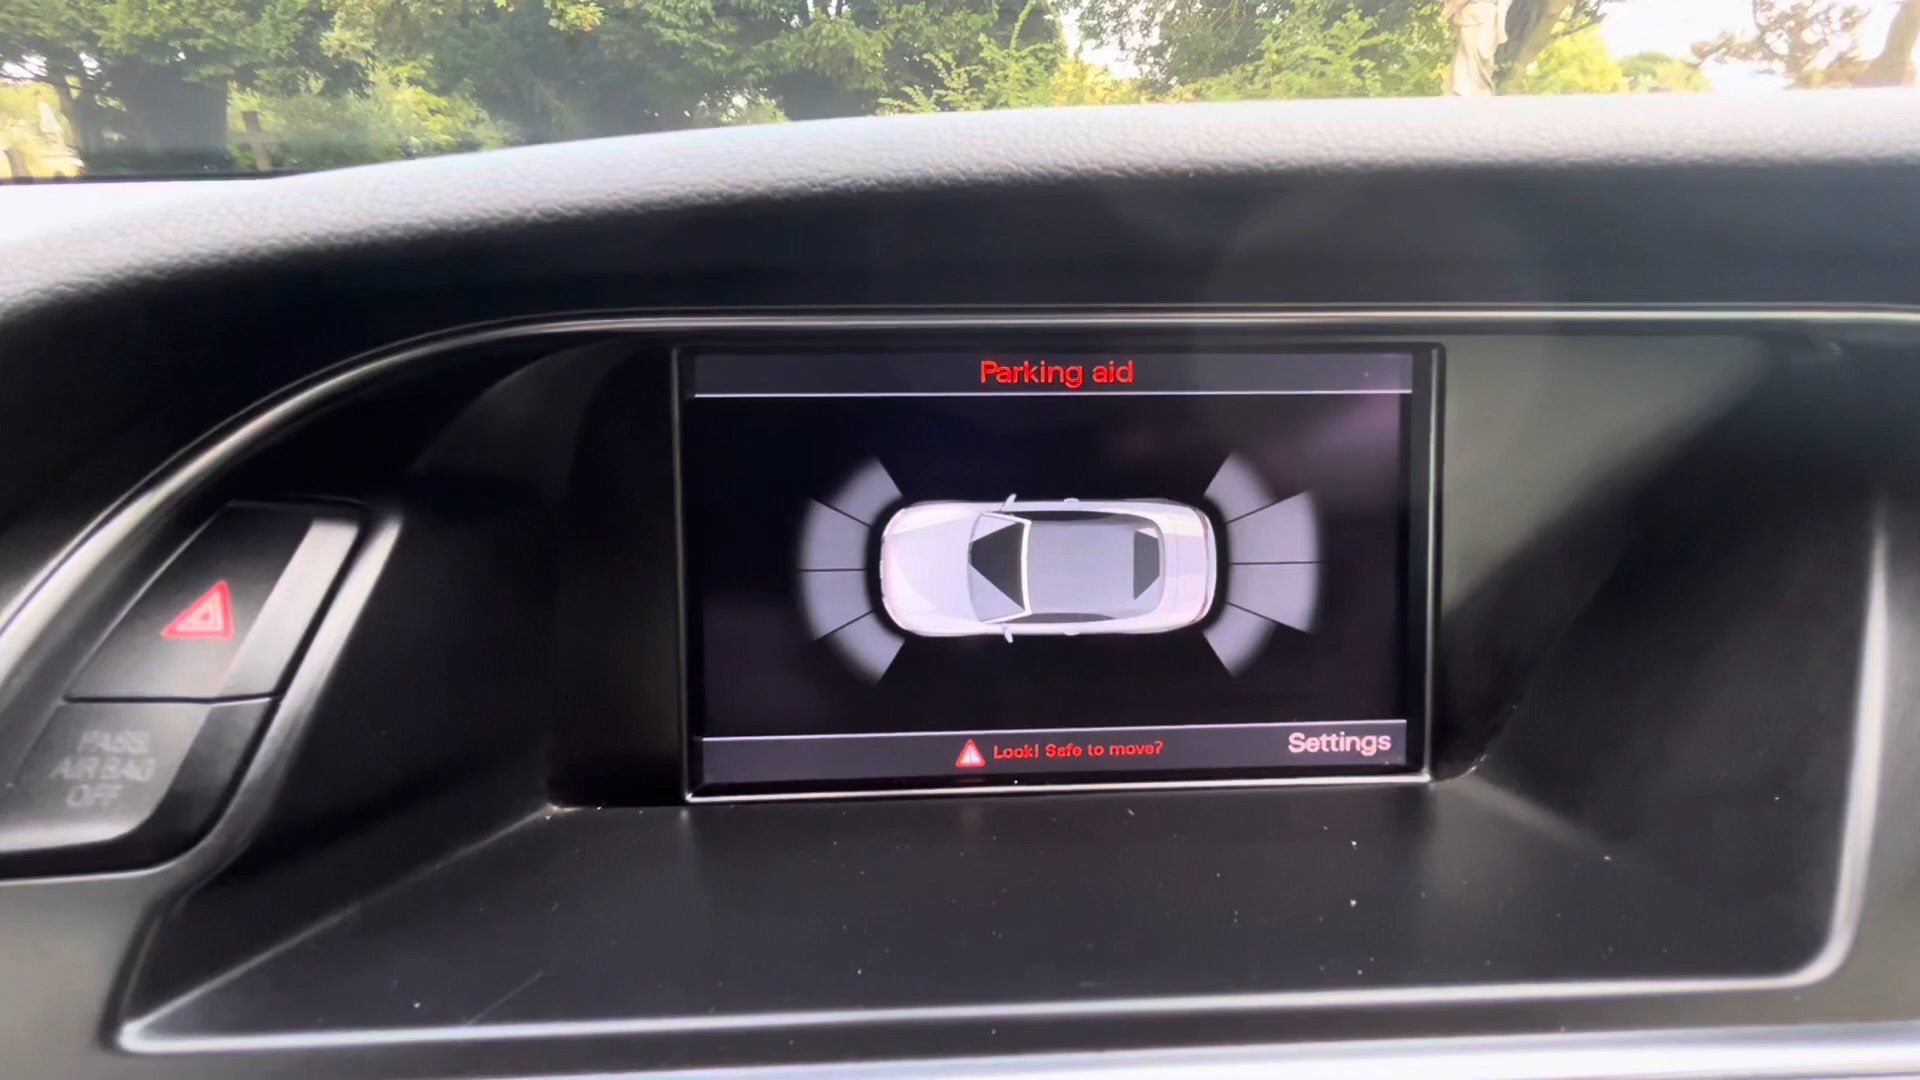 Parking aid
Look! Safe to move?
Settings
PASS.
AIR BAG
OFF